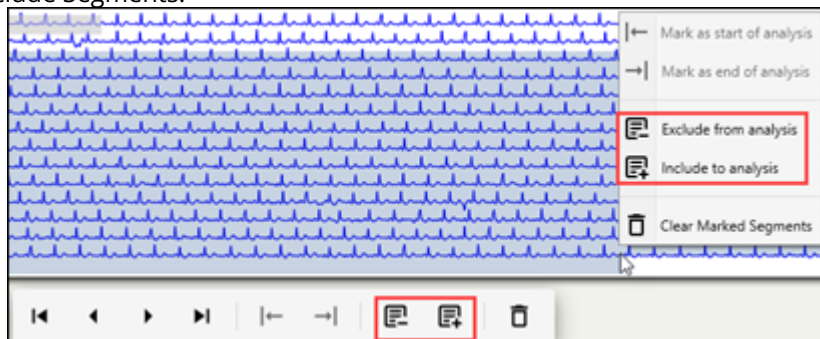 Mark as start of analysis
Mark as end of analysis
Exclude from analysis
Include to analysis
Clear Marked Segments